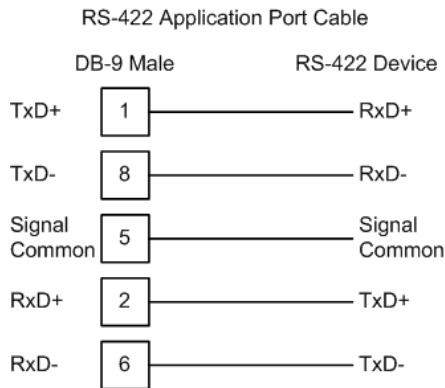 RS-422 Application Port Cable
DB-9 Male RS-422 Device
TxD+ 1 RxD+
TxD- 8 RxD-
Signal Common 5 Signal Common
RxD+ 2 TxD+
RxD- 6 TxD-